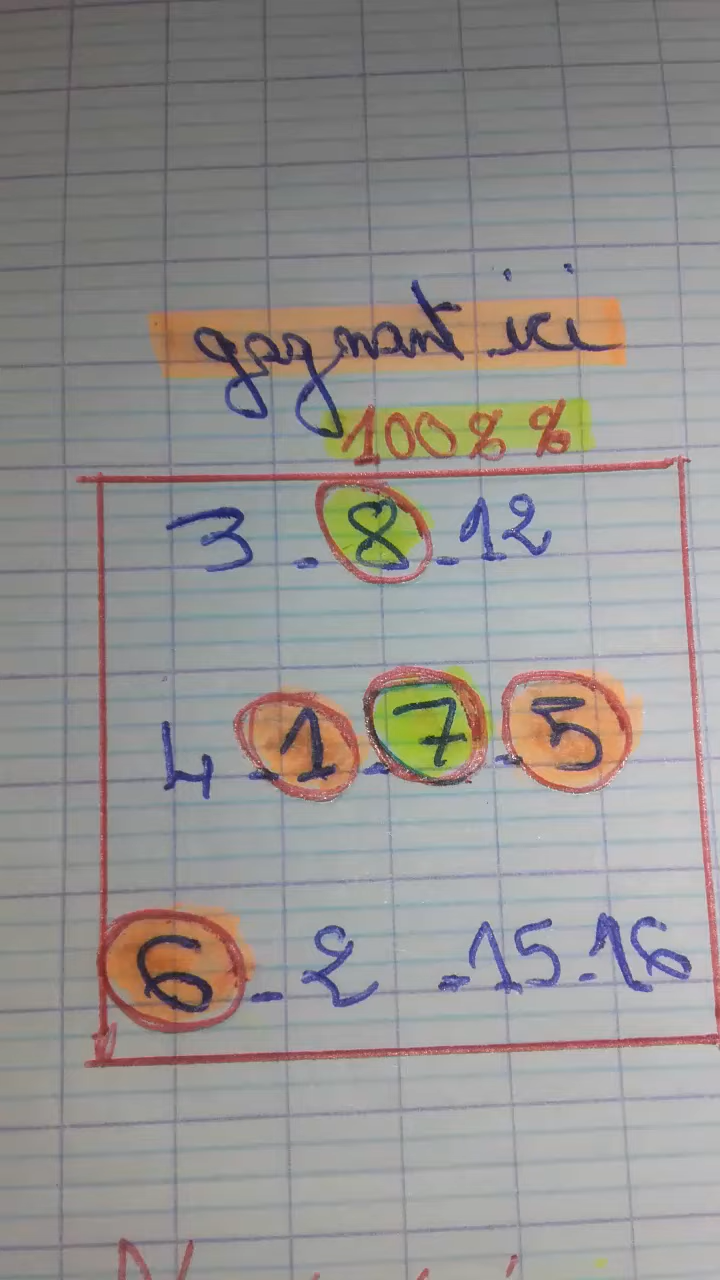 gagnant ici
100%%
3 - 8 - 12
4 - 1 - 7 - 5
6 - 2 - 15 - 16